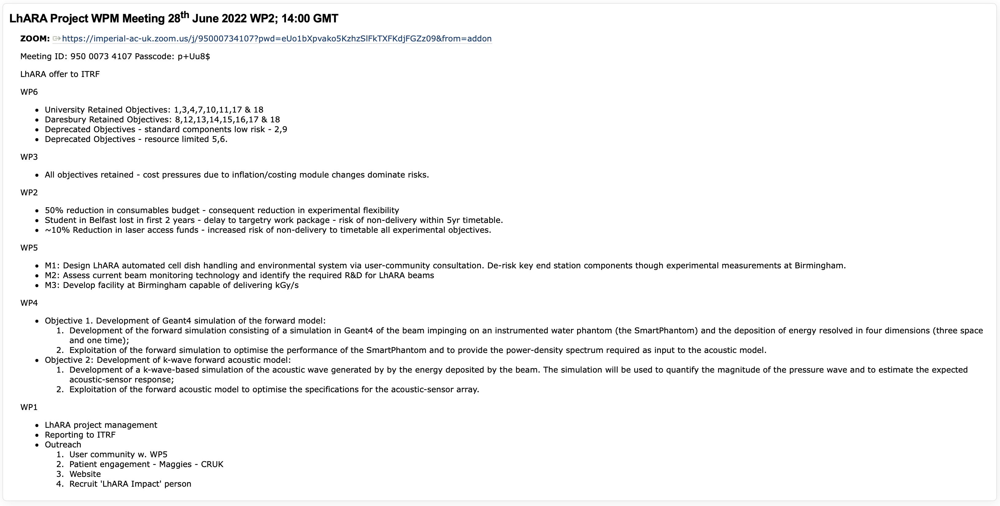 LhARA Project WPM Meeting 28th June 2022 WP2; 14:00 GMT
ZOOM: https://imperial-ac-uk.zoom.us/j/95000734107?pwd=eUo1bXpvako5KzhzSlFkTXFKdjFGZz09&from=addon
Meeting ID: 950 0073 4107 Passcode: p+Uu8$
LhARA offer to ITRF
WP6
• University Retained Objectives: 1,3,4,7,10,11,17 & 18
• Daresbury Retained Objectives: 8,12,13,14,15,16,17 & 18
• Deprecated Objectives - standard components low risk - 2,9
• Deprecated Objectives - resource limited 5,6.
WP3
• All objectives retained - cost pressures due to inflation/costing module changes dominate risks.
WP2
• 50% reduction in consumables budget - consequent reduction in experimental flexibility
• Student in Belfast lost in first 2 years - delay to targetry work package - risk of non-delivery within 5yr timetable.
• ~10% Reduction in laser access funds - increased risk of non-delivery to timetable all experimental objectives.
WP5
• M1: Design LhARA automated cell dish handling and environmental system via user-community consultation. De-risk key end station components though experimental measurements at Birmingham.
• M2: Assess current beam monitoring technology and identify the required R&D for LhARA beams
• M3: Develop facility at Birmingham capable of delivering kGy/s
WP4
• Objective 1. Development of Geant4 simulation of the forward model:
1. Development of the forward simulation consisting of a simulation in Geant4 of the beam impinging on an instrumented water phantom (the SmartPhantom) and the deposition of energy resolved in four dimensions (three space
and one time);
2. Exploitation of the forward simulation to optimise the performance of the SmartPhantom and to provide the power-density spectrum required as input to the acoustic model.
• Objective 2: Development of k-wave forward acoustic model:
1. Development of a k-wave-based simulation of the acoustic wave generated by by the energy deposited by the beam. The simulation will be used to quantify the magnitude of the pressure wave and to estimate the expected
acoustic-sensor response;
2. Exploitation of the forward acoustic model to optimise the specifications for the acoustic-sensor array.
WP1
• LhARA project management
• Reporting to ITRF
• Outreach
1. User community w. WP5
2. Patient engagement - Maggies - CRUK
3. Website
4. Recruit 'LhARA Impact' person